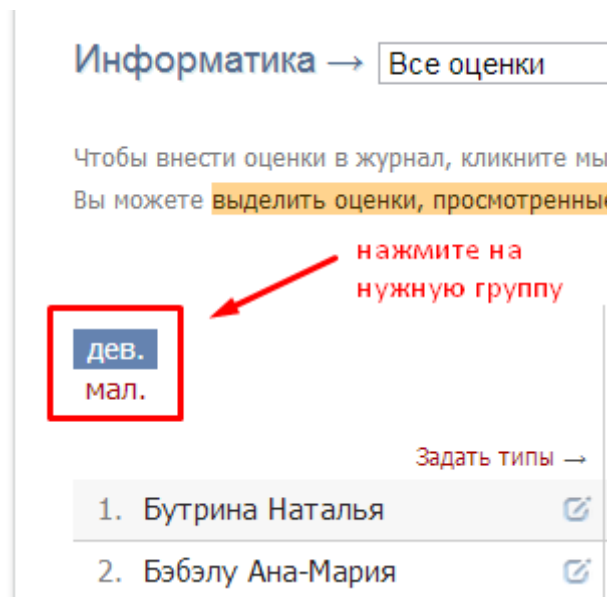 Информатика → Все оценки
Чтобы внести оценки в журнал, кликните мы
Вы можете выделить оценки, просмотренные
нажмите на
нужную группу
дев.
мал.
Задать типы →
1. Бутрина Наталья
2. Бэбэлу Ана-Мария